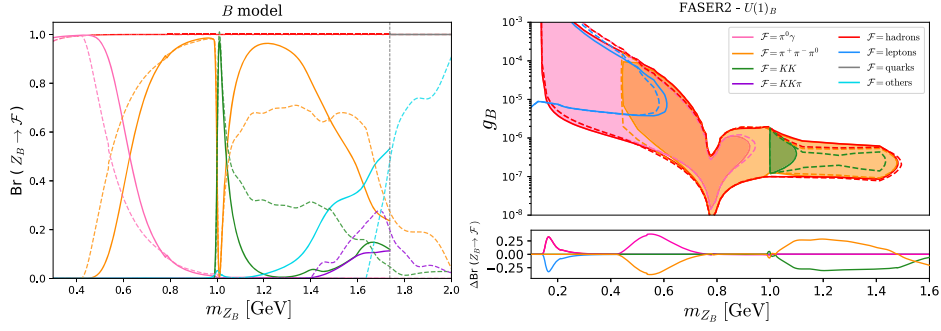 B model
Br ( Z_B → F )
1.0
0.8
0.6
0.4
0.2
0.0
0.4 0.6 0.8 1.0 1.2 1.4 1.6 1.8 2.0
m_{Z_B} [GeV]
FASER2 - U(1)_B
g_B
10⁻³
10⁻⁴
10⁻⁵
10⁻⁶
10⁻⁷
10⁻⁸
F = π⁰γ
F = π⁺π⁻π⁰
F = KK
F = KKπ
F = hadrons
F = leptons
F = quarks
F = others
ΔBr (Z_B → F)
0.25
0.00
−0.25
0.2 0.4 0.6 0.8 1.0 1.2 1.4 1.6
m_{Z_B} [GeV]